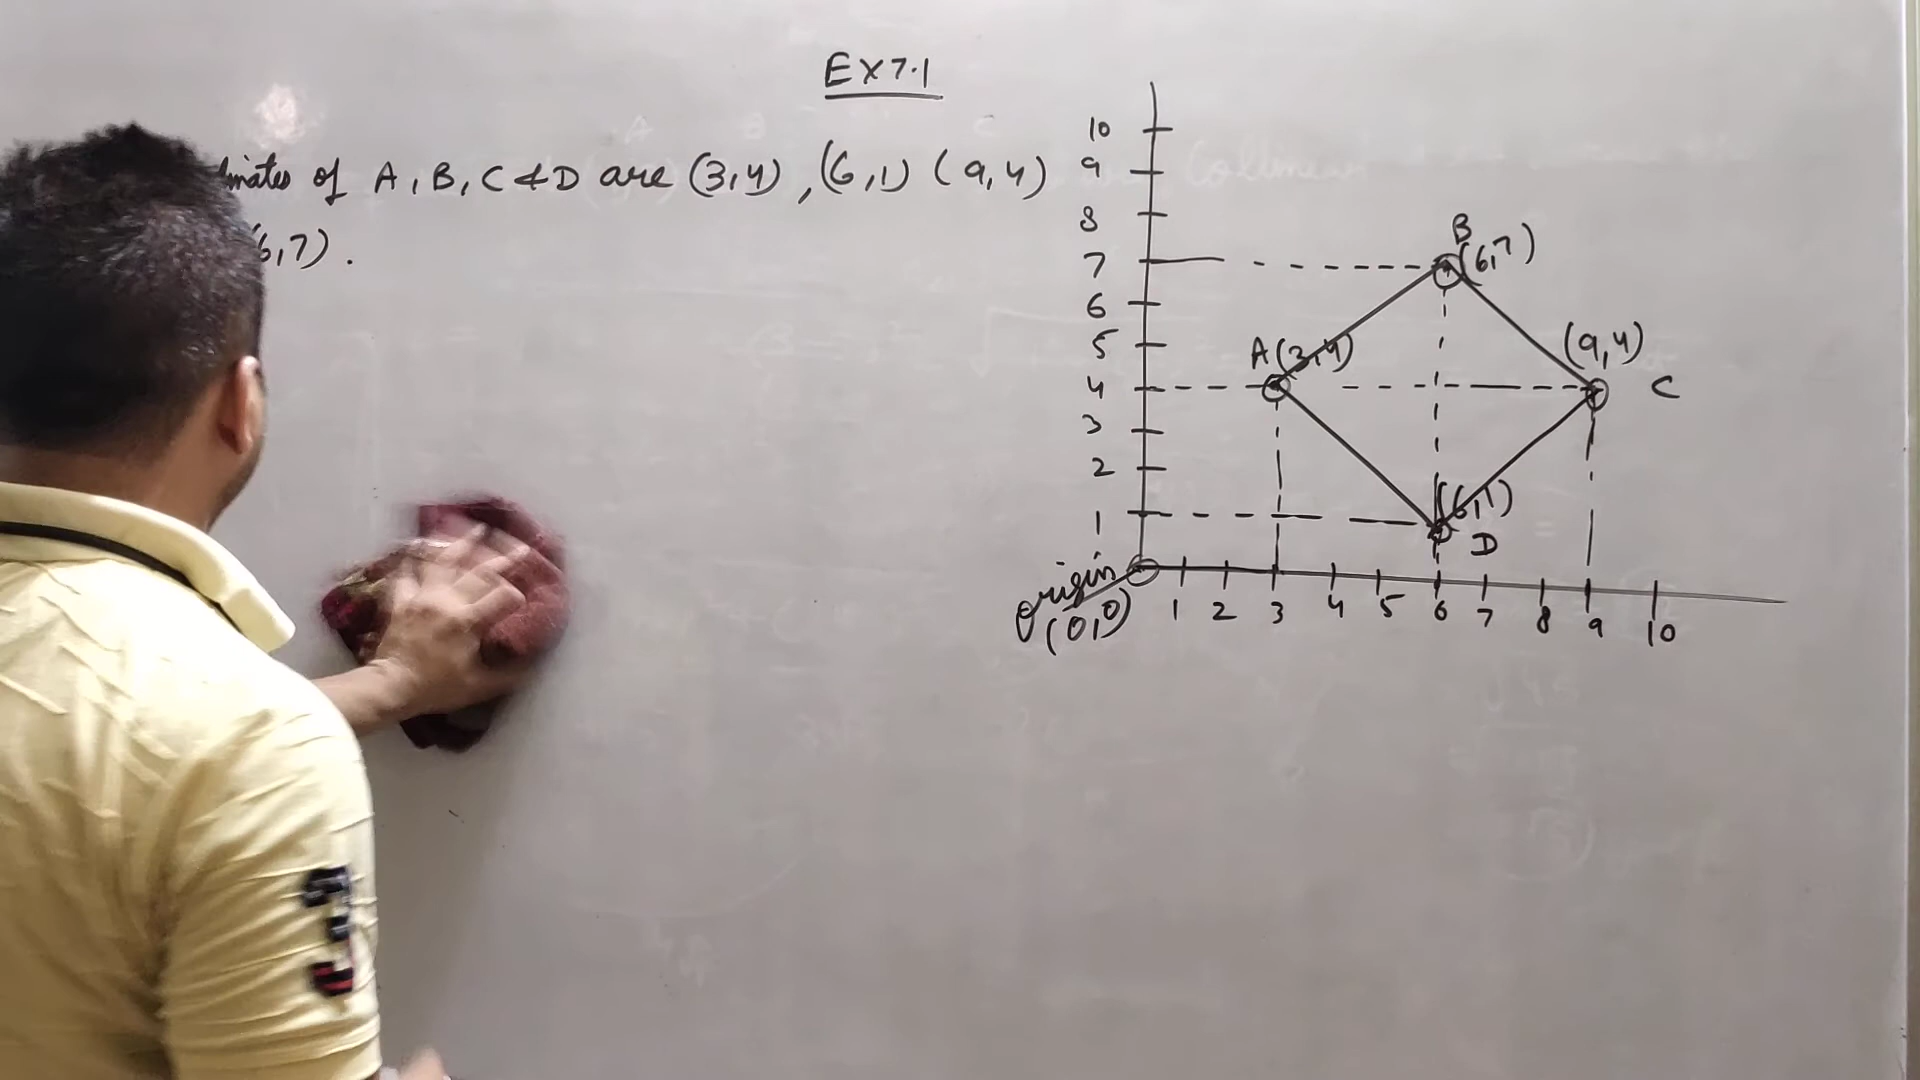 EX 7.1
of A, B, C & D are (3,4), (6,1) (9,4)
6,7).
10
9
8
7
6
5
4
3
2
1
B
(6,7)
A(3,4)
(9,4)
C
(6,1)
D
origin
(0,0)
1 2 3 4 5 6 7 8 9 10